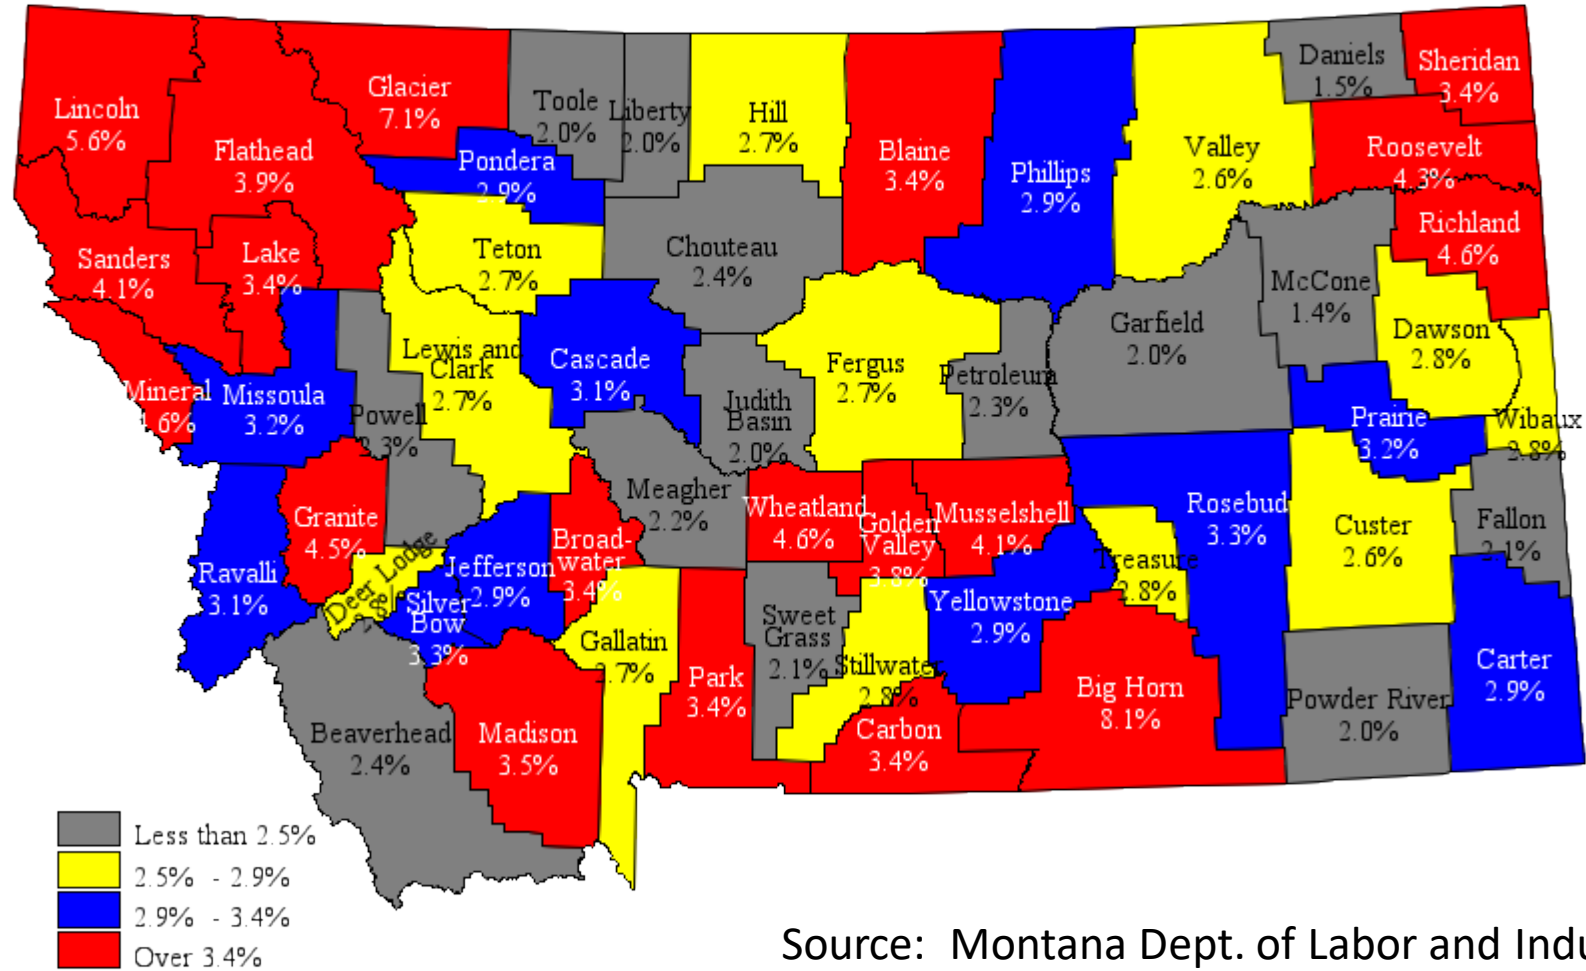 Lincoln
5.6%
Flathead
3.9%
Glacier
7.1%
Toole
2.0%
Liberty
2.0%
Hill
2.7%
Blaine
3.4%
Phillips
2.9%
Valley
2.6%
Daniels
1.5%
Sheridan
3.4%
Roosevelt
4.3%
Richland
4.6%
Pondera
2.9%
Sanders
4.1%
Lake
3.4%
Teton
2.7%
Chouteau
2.4%
McCone
1.4%
Garfield
2.0%
Dawson
2.8%
Mineral
6%
Missoula
3.2%
Powell
2.3%
Lewis and
Clark
2.7%
Cascade
3.1%
Judith
Basin
2.0%
Fergus
2.7%
Petroleum
2.3%
Prairie
3.2%
Wibaux
2.8%
Granite
4.5%
Meagher
2.2%
Wheatland
4.6%
Golden
Valley
3.8%
Musselshell
4.1%
Rosebud
3.3%
Custer
2.6%
Fallon
2.1%
Ravalli
3.1%
Deer Lodge
2.8%
Silver
Bow
3.3%
Jefferson
2.9%
Broad-
water
3.4%
Treasure
2.8%
Yellowstone
2.9%
Gallatin
2.7%
Park
3.4%
Sweet
Grass
2.1%
Stillwater
2.8%
Carbon
3.4%
Big Horn
8.1%
Powder River
2.0%
Carter
2.9%
Beaverhead
2.4%
Madison
3.5%
Less than 2.5%
2.5% - 2.9%
2.9% - 3.4%
Over 3.4%
Source: Montana Dept. of Labor and Indu